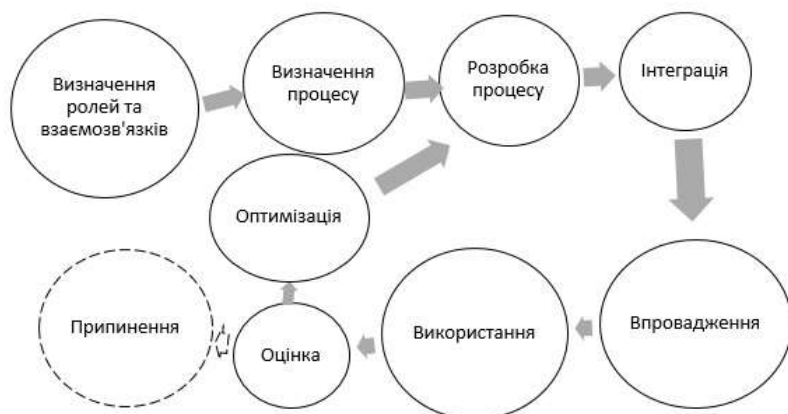 Визначення
ролей та
взаємозв'язків
Визначення
процесу
Розробка
процесу
Інтеграція
Оптимізація
Припинення
Оцінка
Використання
Впровадження